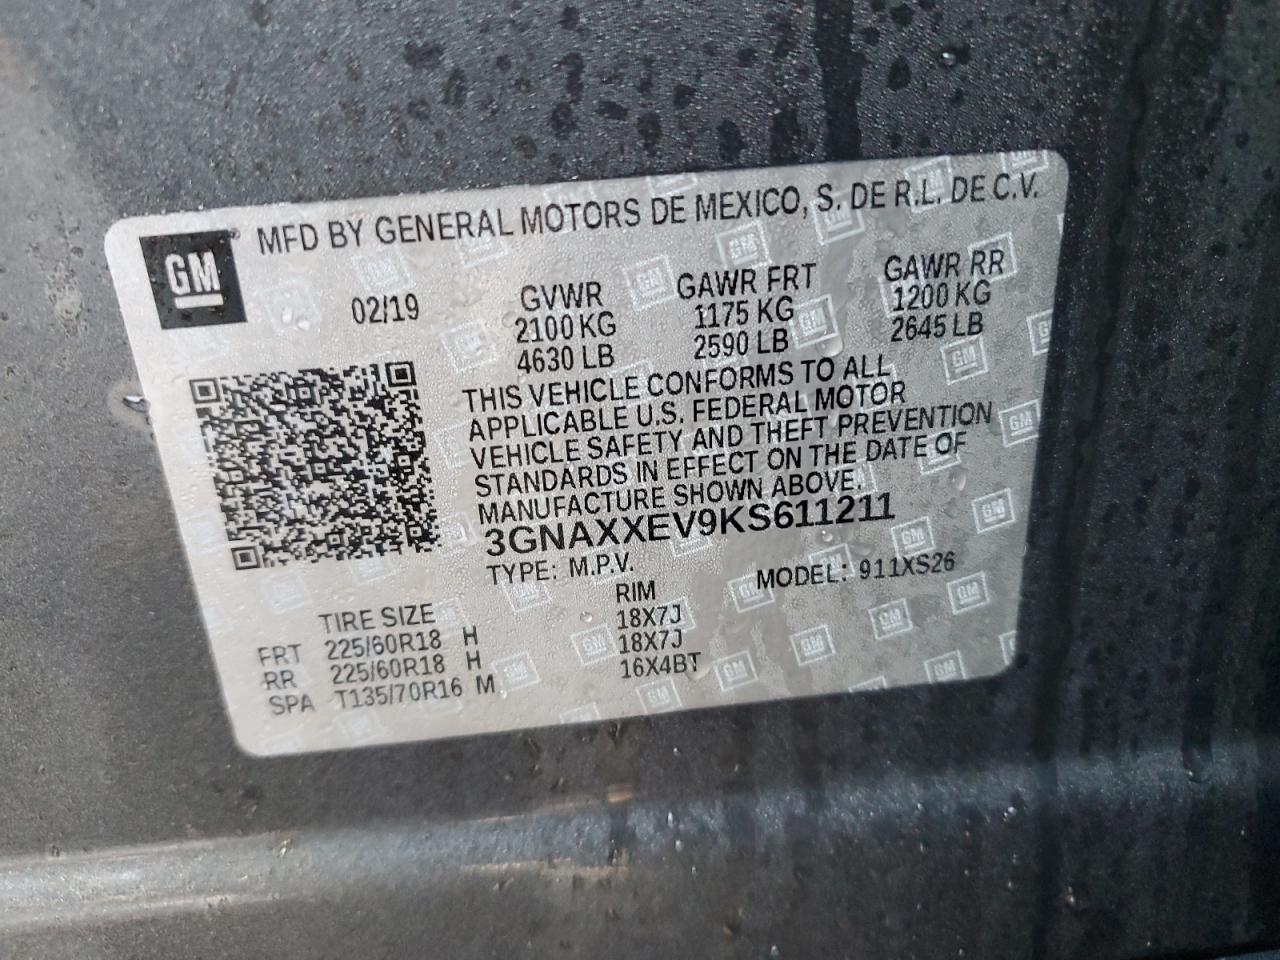 GM
MFD BY GENERAL MOTORS DE MEXICO, S. DE R.L. DE C.V.
02/19
GVWR GAWR FRT GAWR RR
2100 KG 1175 KG 1200 KG
4630 LB 2590 LB 2645 LB
THIS VEHICLE CONFORMS TO ALL
APPLICABLE U.S. FEDERAL MOTOR
VEHICLE SAFETY AND THEFT PREVENTION
STANDARDS IN EFFECT ON THE DATE OF
MANUFACTURE SHOWN ABOVE.
3GNAXXEV9KS611211
TYPE: M.P.V. MODEL: 911XS26
TIRE SIZE RIM
FRT 225/60R18 H 18X7J
RR 225/60R18 H 18X7J
SPA T135/70R16 M 16X4BT